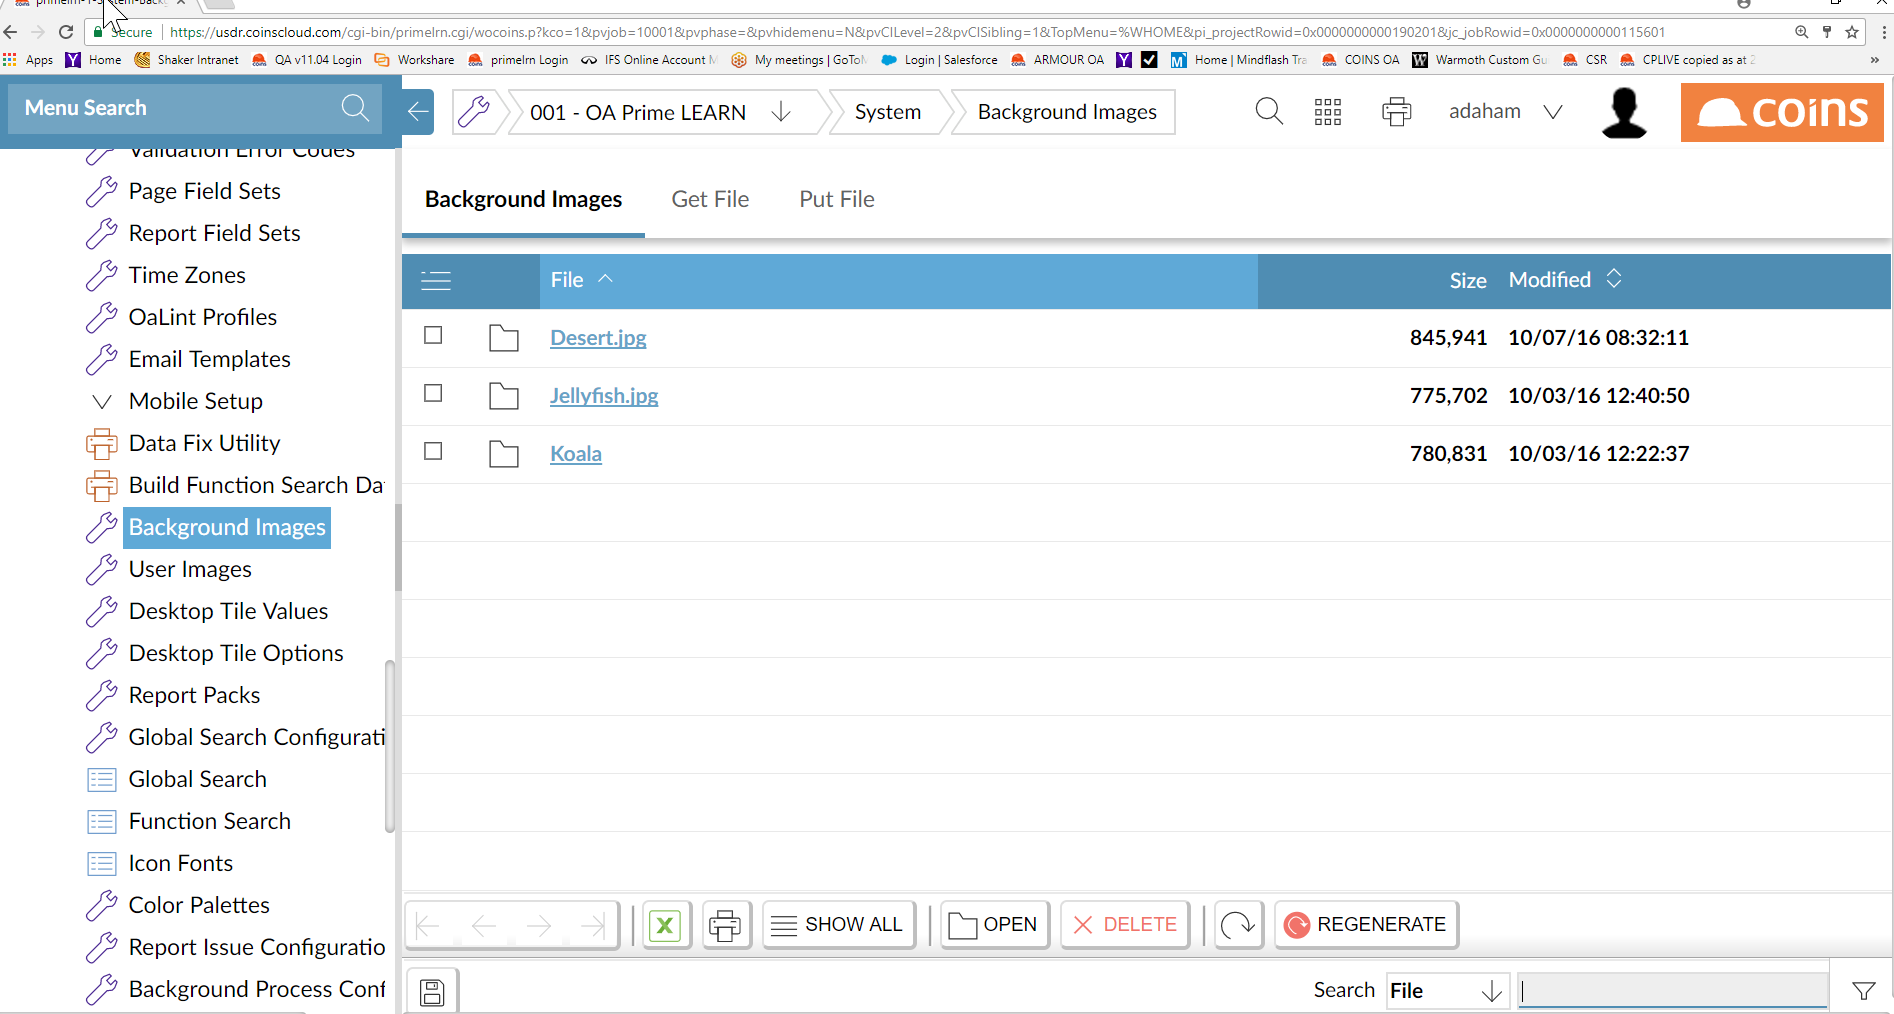 Secure https://usdr.coinscloud.com/cgi-bin/primelrn.cgi/wocoins.p?kco=1&pvjob=10001&pvphase=&pvhidemenu=N&pvCILevel=2&pvCISibling=1&TopMenu=%WHOME&pi_projectRowid=0x0000000000190201&jc_jobRowid=0x0000000000115601
Apps Home Shaker Intranet QA v11.04 Login Workshare primelrn Login IFS Online Account My meetings | GoTo Login | Salesforce ARMOUR OA Home | Mindflash Tra COINS OA Warmoth Custom Gu CSR CPLIVE copied as at 2
Menu Search
001 - OA Prime LEARN System Background Images adaham coins
Validation Error Codes
Page Field Sets
Report Field Sets
Time Zones
OaLint Profiles
Email Templates
Mobile Setup
Data Fix Utility
Build Function Search Da
Background Images
User Images
Desktop Tile Values
Desktop Tile Options
Report Packs
Global Search Configurati
Global Search
Function Search
Icon Fonts
Color Palettes
Report Issue Configuratio
Background Process Conf
Background Images Get File Put File
File Size Modified
Desert.jpg 845,941 10/07/16 08:32:11
Jellyfish.jpg 775,702 10/03/16 12:40:50
Koala 780,831 10/03/16 12:22:37
SHOW ALL OPEN DELETE REGENERATE
Search File